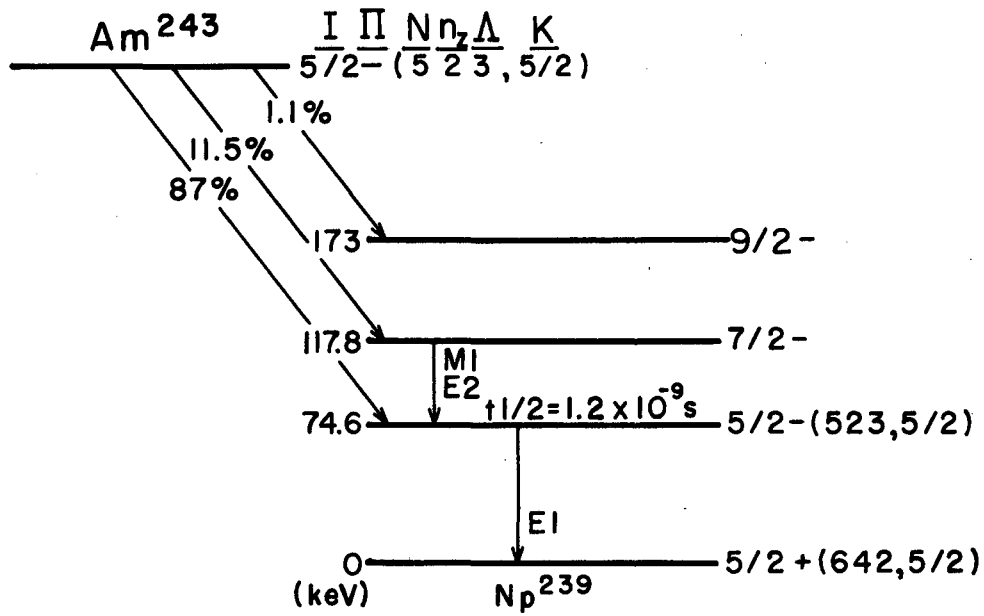 Am²⁴³
I Π N n_z Λ K
5/2-(5 2 3, 5/2)
1.1%
11.5%
87%
173 9/2-
117.8 7/2-
M1
E2
t1/2=1.2x10⁻⁹s
74.6 5/2-(523,5/2)
E1
0 5/2+(642,5/2)
(keV) Np²³⁹